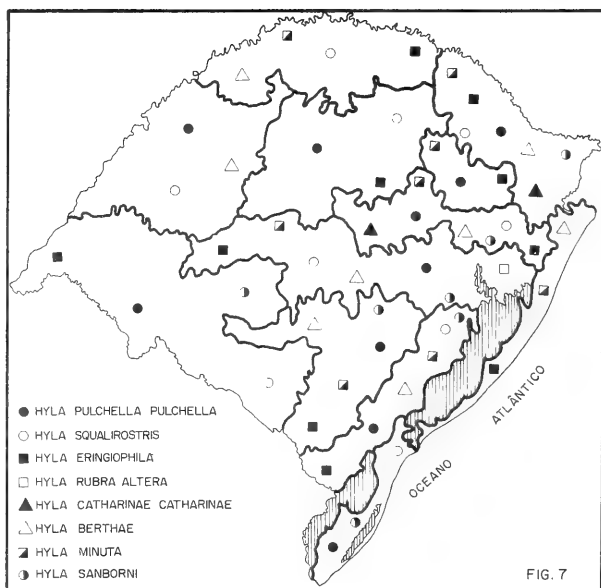 ● HYLA PULCHELLA PULCHELLA
○ HYLA SQUALIROSTRIS
■ HYLA ERINGIOPHILA
□ HYLA RUBRA ALTERA
▲ HYLA CATHARINAE CATHARINAE
△ HYLA BERTHAE
◪ HYLA MINUTA
◑ HYLA SANBORNI
OCEANO ATLÂNTICO
FIG. 7